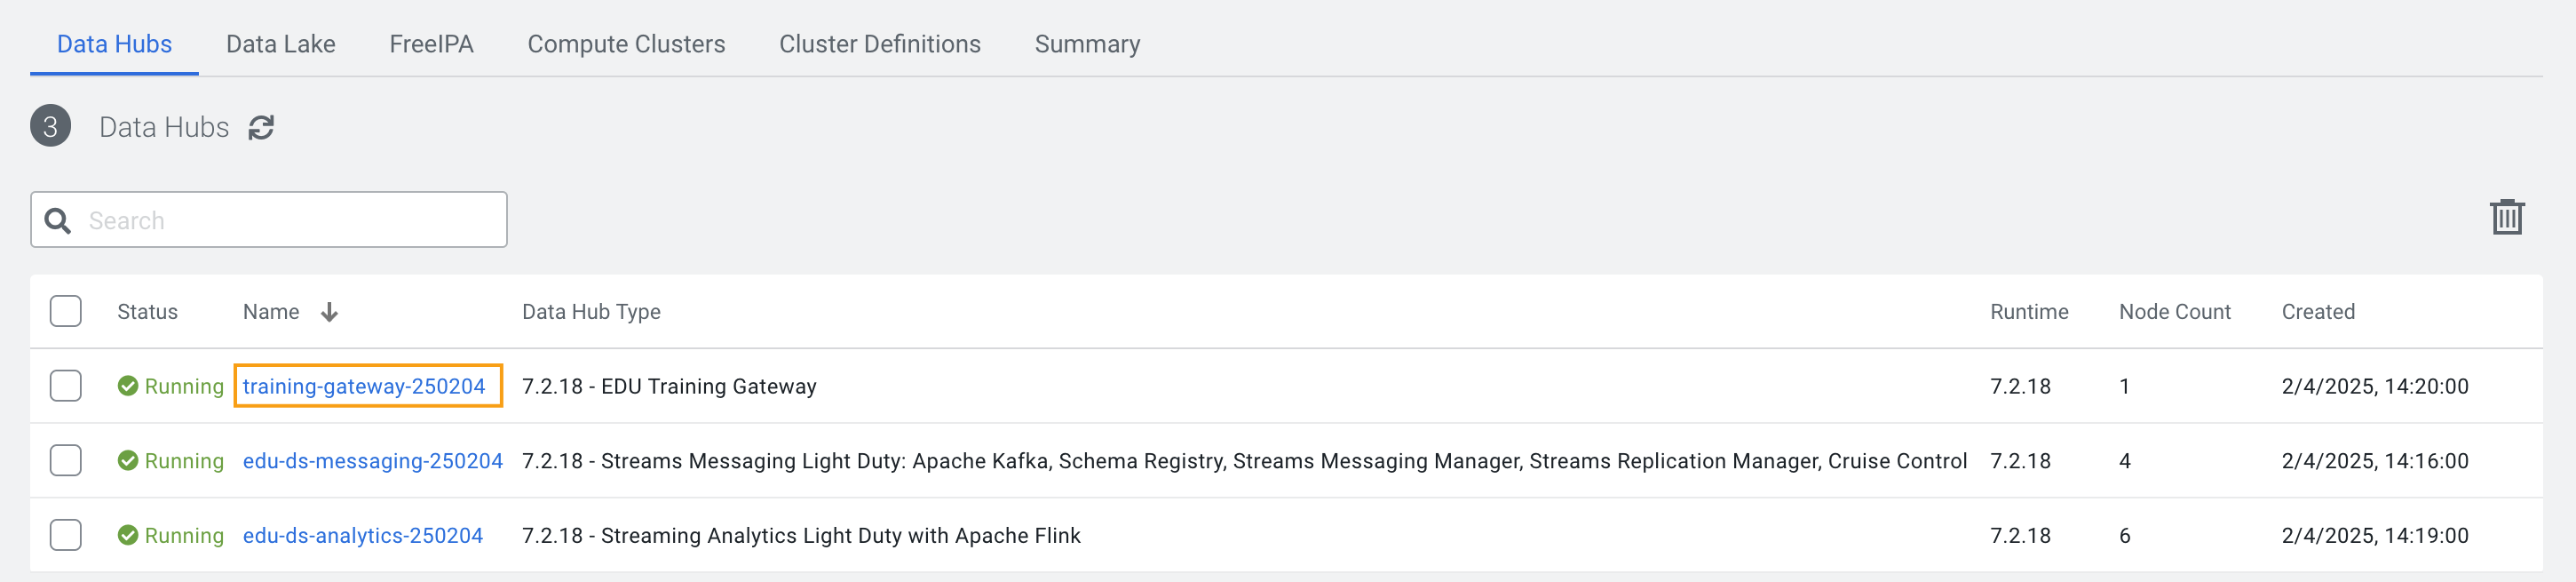 Data Hubs Data Lake FreeIPA Compute Clusters Cluster Definitions Summary
3 Data Hubs
Search
Status Name Data Hub Type Runtime Node Count Created
Running training-gateway-250204 7.2.18 - EDU Training Gateway 7.2.18 1 2/4/2025, 14:20:00
Running edu-ds-messaging-250204 7.2.18 - Streams Messaging Light Duty: Apache Kafka, Schema Registry, Streams Messaging Manager, Streams Replication Manager, Cruise Control 7.2.18 4 2/4/2025, 14:16:00
Running edu-ds-analytics-250204 7.2.18 - Streaming Analytics Light Duty with Apache Flink 7.2.18 6 2/4/2025, 14:19:00